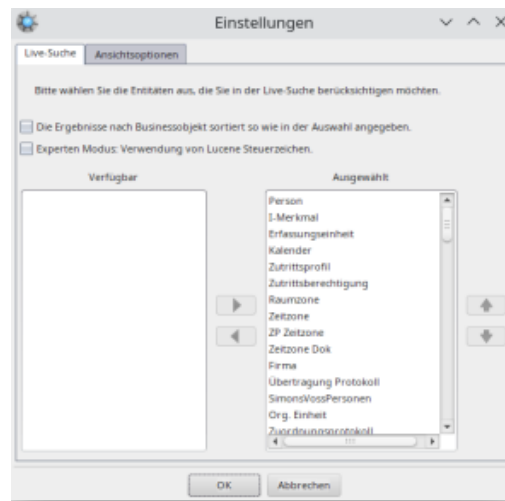 Einstellungen
Live-Suche
Ansichtsoptionen
Bitte wählen Sie die Entitäten aus, die Sie in der Live-Suche berücksichtigen möchten.
Die Ergebnisse nach Businessobjekt sortiert so wie in der Auswahl angegeben.
Experten Modus: Verwendung von Lucene Steuerzeichen.
Verfügbar
Ausgewählt
Person
I-Merkmal
Erfassungseinheit
Kalender
Zutrittsprofil
Zutrittsberechtigung
Raumzone
Zeitzone
ZP Zeitzone
Zeitzone Dok
Firma
Übertragung Protokoll
SimonsVossPersonen
Org. Einheit
Zuordnungsprotokoll
OK
Abbrechen